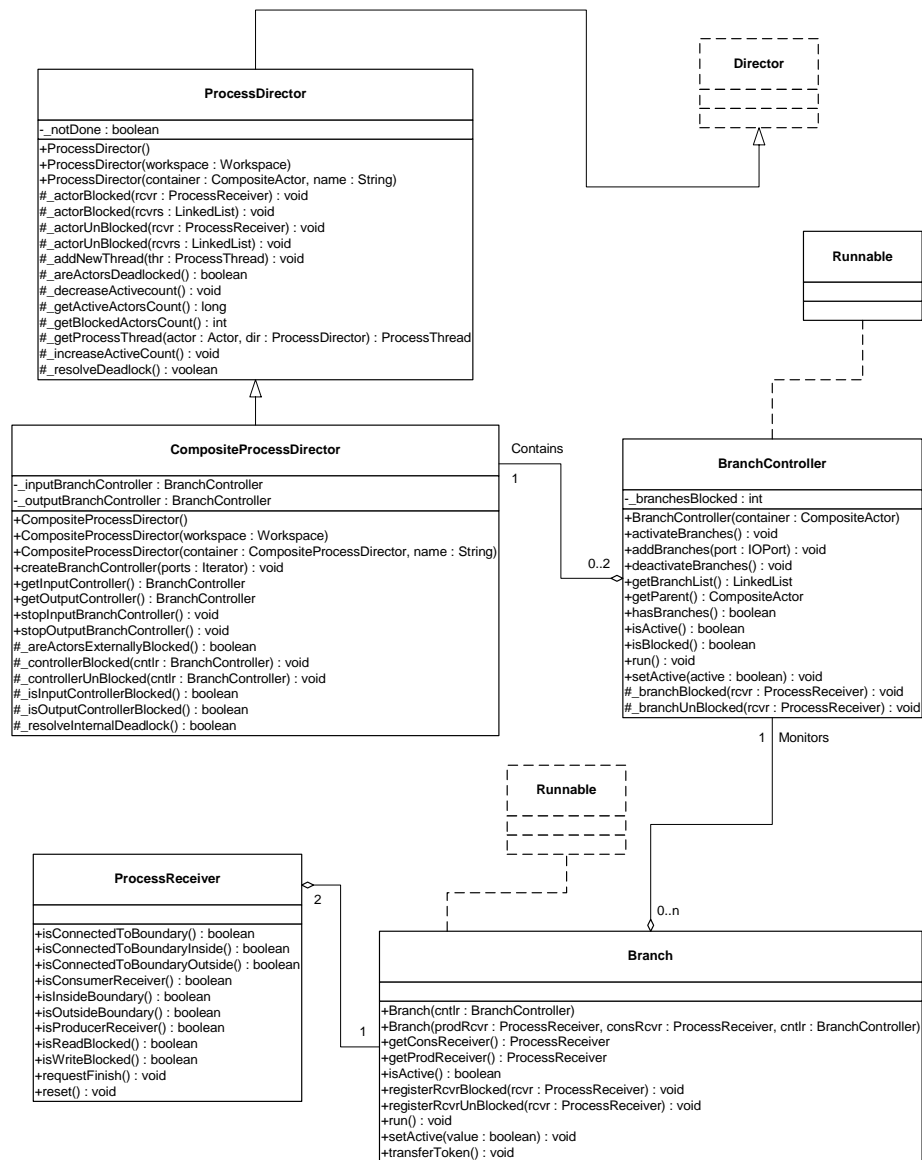 Director
ProcessDirector
-_notDone : boolean
+ProcessDirector()
+ProcessDirector(workspace : Workspace)
+ProcessDirector(container : CompositeActor, name : String)
#_actorBlocked(rcvr : ProcessReceiver) : void
#_actorBlocked(rcvrs : LinkedList) : void
#_actorUnBlocked(rcvr : ProcessReceiver) : void
#_actorUnBlocked(rcvrs : LinkedList) : void
#_addNewThread(thr : ProcessThread) : void
#_areActorsDeadlocked() : boolean
#_decreaseActivecount() : void
#_getActiveActorsCount() : long
#_getBlockedActorsCount() : int
#_getProcessThread(actor : Actor, dir : ProcessDirector) : ProcessThread
#_increaseActiveCount() : void
#_resolveDeadlock() : voolean
Runnable
CompositeProcessDirector
-_inputBranchController : BranchController
-_outputBranchController : BranchController
+CompositeProcessDirector()
+CompositeProcessDirector(workspace : Workspace)
+CompositeProcessDirector(container : CompositeProcessDirector, name : String)
+createBranchController(ports : Iterator) : void
+getInputController() : BranchController
+getOutputController() : BranchController
+stopInputBranchController() : void
+stopOutputBranchController() : void
#_areActorsExternallyBlocked() : boolean
#_controllerBlocked(cntlr : BranchController) : void
#_controllerUnBlocked(cntlr : BranchController) : void
#_isInputControllerBlocked() : boolean
#_isOutputControllerBlocked() : boolean
#_resolveInternalDeadlock() : boolean
Contains
1
0..2
BranchController
-_branchesBlocked : int
+BranchController(container : CompositeActor)
+activateBranches() : void
+addBranches(port : IOPort) : void
+deactivateBranches() : void
+getBranchList() : LinkedList
+getParent() : CompositeActor
+hasBranches() : boolean
+isActive() : boolean
+isBlocked() : boolean
+run() : void
+setActive(active : boolean) : void
#_branchBlocked(rcvr : ProcessReceiver) : void
#_branchUnBlocked(rcvr : ProcessReceiver) : void
1
Monitors
0..n
Runnable
ProcessReceiver
+isConnectedToBoundary() : boolean
+isConnectedToBoundaryInside() : boolean
+isConnectedToBoundaryOutside() : boolean
+isConsumerReceiver() : boolean
+isInsideBoundary() : boolean
+isOutsideBoundary() : boolean
+isProducerReceiver() : boolean
+isReadBlocked() : boolean
+isWriteBlocked() : boolean
+requestFinish() : void
+reset() : void
2
1
Branch
+Branch(cntlr : BranchController)
+Branch(prodRcvr : ProcessReceiver, consRcvr : ProcessReceiver, cntlr : BranchController)
+getConsReceiver() : ProcessReceiver
+getProdReceiver() : ProcessReceiver
+isActive() : boolean
+registerRcvrBlocked(rcvr : ProcessReceiver) : void
+registerRcvrUnBlocked(rcvr : ProcessReceiver) : void
+run() : void
+setActive(value : boolean) : void
+transferToken() : void